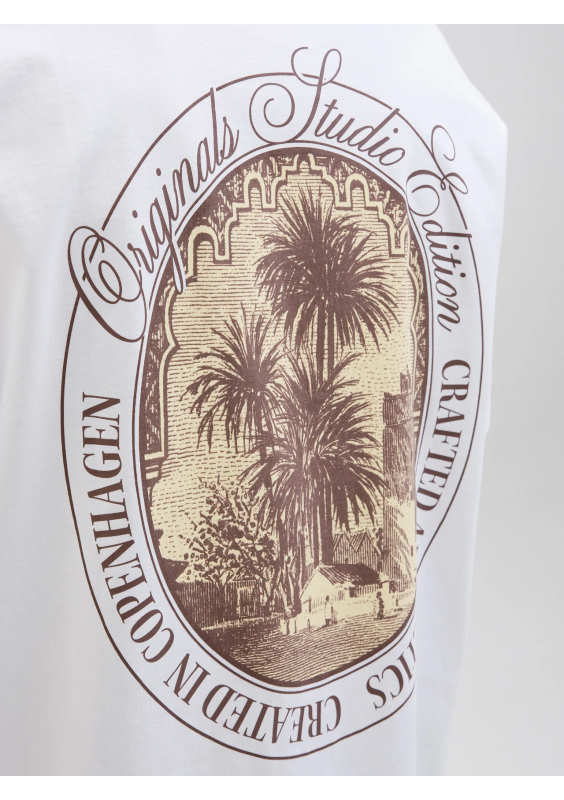 Originals Studio Edition
CRAFTED
CREATED IN COPENHAGEN